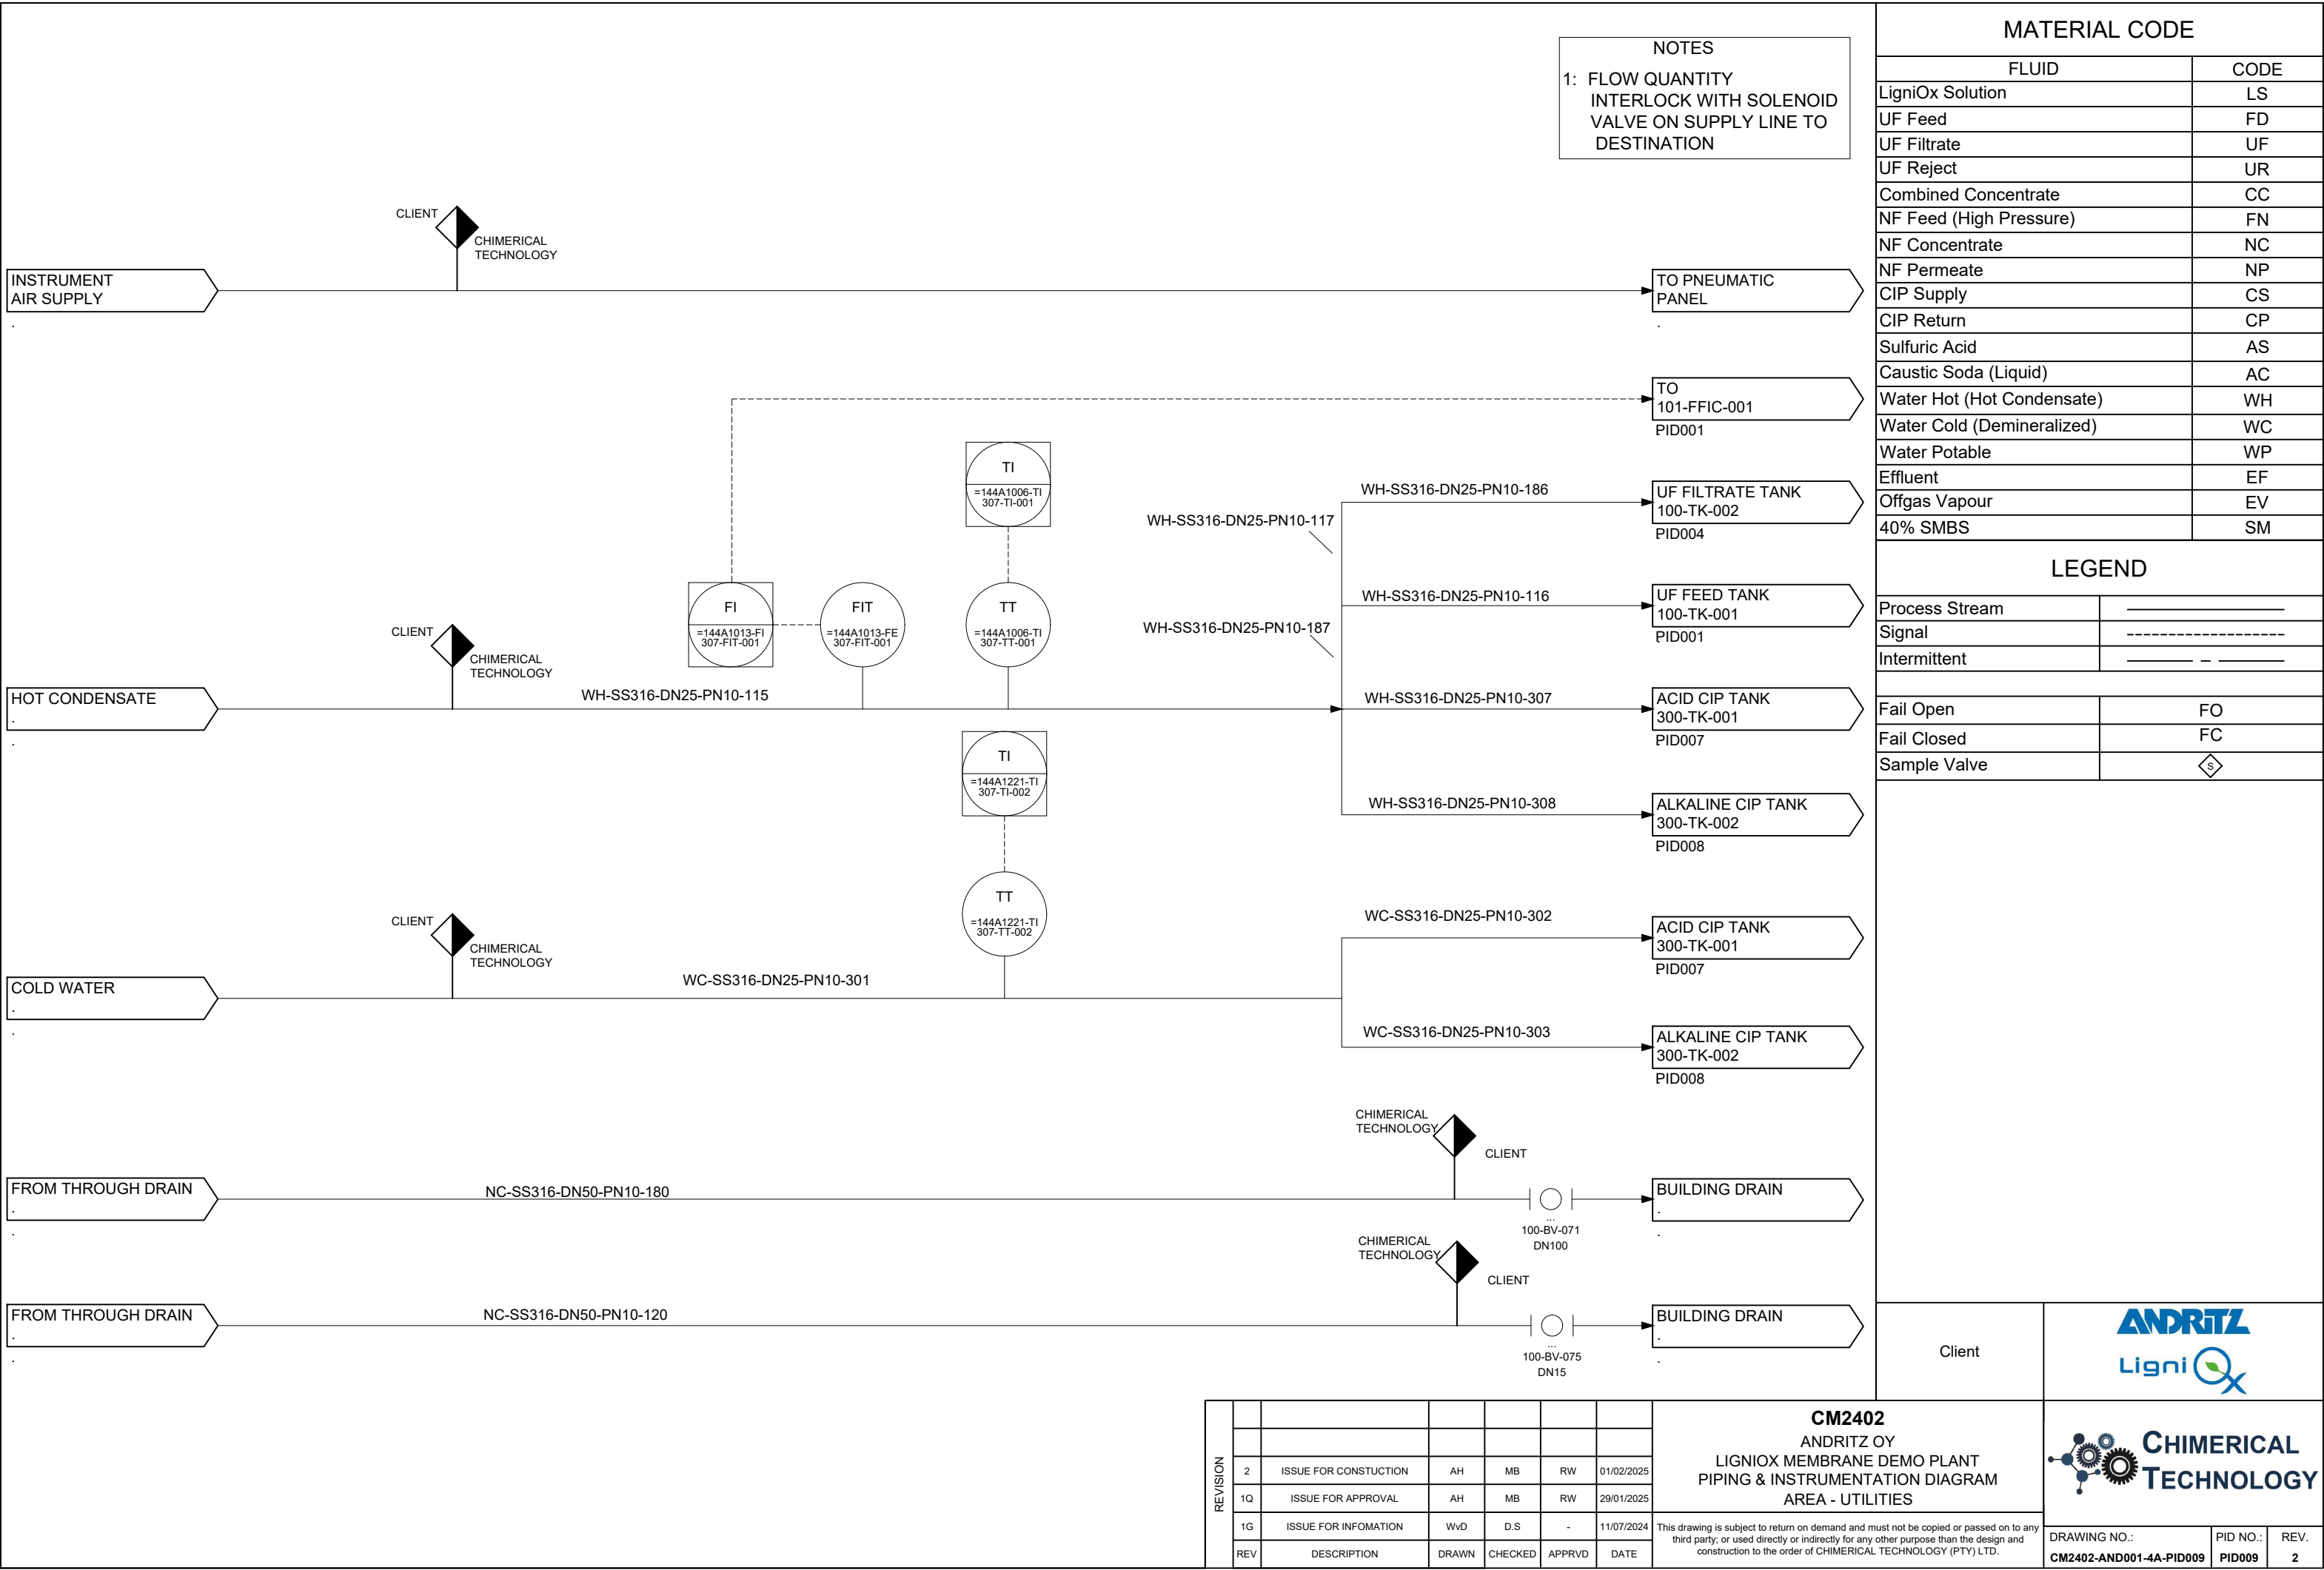 NOTES
1: FLOW QUANTITY
INTERLOCK WITH SOLENOID
VALVE ON SUPPLY LINE TO
DESTINATION
CLIENT
CHIMERICAL
TECHNOLOGY
INSTRUMENT
AIR SUPPLY
.
TO PNEUMATIC
PANEL
.
TO
101-FFIC-001
PID001
TI
=144A1006-TI
307-TI-001
WH-SS316-DN25-PN10-186
UF FILTRATE TANK
100-TK-002
PID004
WH-SS316-DN25-PN10-117
FI
=144A1013-FI
307-FIT-001
FIT
=144A1013-FE
307-FIT-001
TT
=144A1006-TI
307-TT-001
WH-SS316-DN25-PN10-116
UF FEED TANK
100-TK-001
PID001
WH-SS316-DN25-PN10-187
CLIENT
CHIMERICAL
TECHNOLOGY
HOT CONDENSATE
.
.
WH-SS316-DN25-PN10-115
WH-SS316-DN25-PN10-307
ACID CIP TANK
300-TK-001
PID007
TI
=144A1221-TI
307-TI-002
WH-SS316-DN25-PN10-308
ALKALINE CIP TANK
300-TK-002
PID008
TT
=144A1221-TI
307-TT-002
CLIENT
CHIMERICAL
TECHNOLOGY
COLD WATER
.
.
WC-SS316-DN25-PN10-301
WC-SS316-DN25-PN10-302
ACID CIP TANK
300-TK-001
PID007
WC-SS316-DN25-PN10-303
ALKALINE CIP TANK
300-TK-002
PID008
CHIMERICAL
TECHNOLOGY
CLIENT
FROM THROUGH DRAIN
.
.
NC-SS316-DN50-PN10-180
...
100-BV-071
DN100
BUILDING DRAIN
.
.
CHIMERICAL
TECHNOLOGY
CLIENT
FROM THROUGH DRAIN
.
.
NC-SS316-DN50-PN10-120
...
100-BV-075
DN15
BUILDING DRAIN
.
.
MATERIAL CODE
FLUID CODE
LigniOx Solution LS
UF Feed FD
UF Filtrate UF
UF Reject UR
Combined Concentrate CC
NF Feed (High Pressure) FN
NF Concentrate NC
NF Permeate NP
CIP Supply CS
CIP Return CP
Sulfuric Acid AS
Caustic Soda (Liquid) AC
Water Hot (Hot Condensate) WH
Water Cold (Demineralized) WC
Water Potable WP
Effluent EF
Offgas Vapour EV
40% SMBS SM
LEGEND
Process Stream
Signal
Intermittent
Fail Open FO
Fail Closed FC
Sample Valve S
Client
ANDRITZ
LigniOx
REVISION
2 ISSUE FOR CONSTUCTION AH MB RW 01/02/2025
1Q ISSUE FOR APPROVAL AH MB RW 29/01/2025
1G ISSUE FOR INFOMATION WvD D.S - 11/07/2024
REV DESCRIPTION DRAWN CHECKED APPRVD DATE
CM2402
ANDRITZ OY
LIGNIOX MEMBRANE DEMO PLANT
PIPING & INSTRUMENTATION DIAGRAM
AREA - UTILITIES
This drawing is subject to return on demand and must not be copied or passed on to any
third party; or used directly or indirectly for any other purpose than the design and
construction to the order of CHIMERICAL TECHNOLOGY (PTY) LTD.
CHIMERICAL
TECHNOLOGY
DRAWING NO.: PID NO.: REV.
CM2402-AND001-4A-PID009 PID009 2